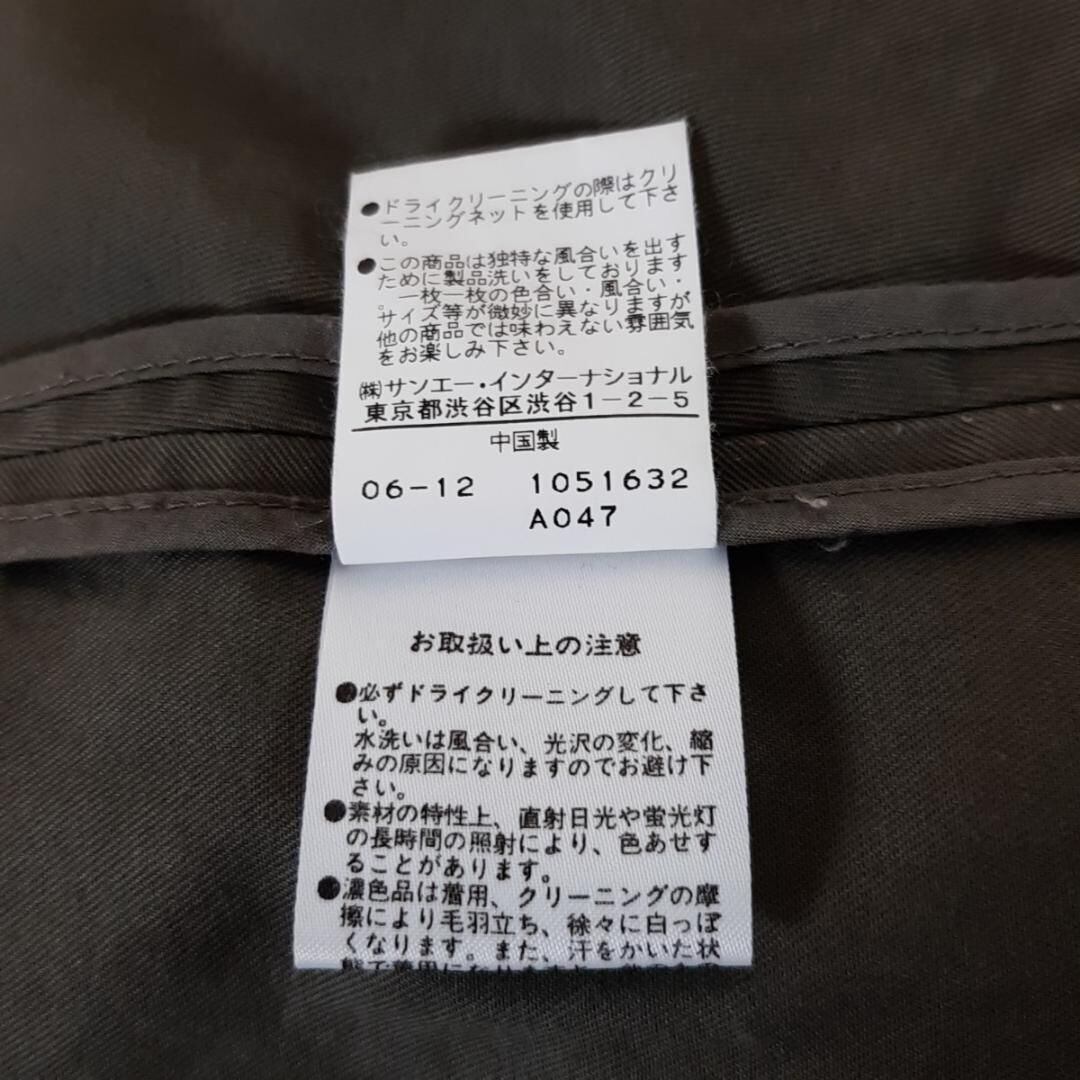 ●ドライクリーニングの際はクリ
ーニングネットを使用して下さ
い。
●この商品は独特な風合いを出す
ために製品洗いをしております
。一枚一枚の色合い・風合い・
サイズ等が微妙に異なりますが
他の商品では味わえない雰囲気
をお楽しみ下さい。
㈱サンエー・インターナショナル
東京都渋谷区渋谷1-2-5
中国製
06-12 1051632
A047
お取扱い上の注意
●必ずドライクリーニングして下さ
い。
水洗いは風合い、光沢の変化、縮
みの原因になりますのでお避け下
さい。
●素材の特性上、直射日光や蛍光灯
の長時間の照射により、色あせす
ることがあります。
●濃色品は着用、クリーニングの摩
擦により毛羽立ち、徐々に白っぽ
くなります。また、汗をかいた状